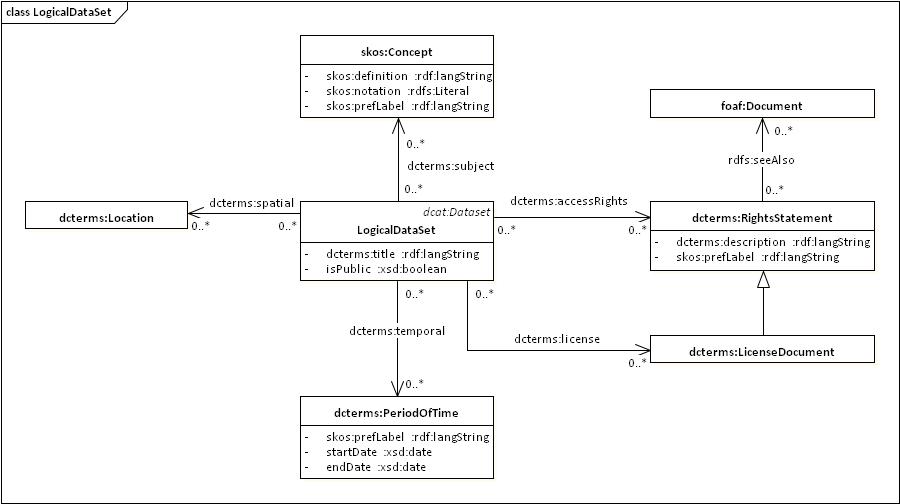 class LogicalDataSet
skos:Concept
- skos:definition :rdf:langString
- skos:notation :rdfs:Literal
- skos:prefLabel :rdf:langString
foaf:Document
0..*
0..*
rdfs:seeAlso
dcterms:subject
0..*
0..*
dcterms:spatial
dcterms:accessRights
dcterms:Location
0..*
0..*
dcat:Dataset
LogicalDataSet
- dcterms:title :rdf:langString
- isPublic :xsd:boolean
0..*
0..*
dcterms:RightsStatement
- dcterms:description :rdf:langString
- skos:prefLabel :rdf:langString
0..*
0..*
dcterms:temporal
dcterms:license
dcterms:LicenseDocument
0..*
0..*
dcterms:PeriodOfTime
- skos:prefLabel :rdf:langString
- startDate :xsd:date
- endDate :xsd:date